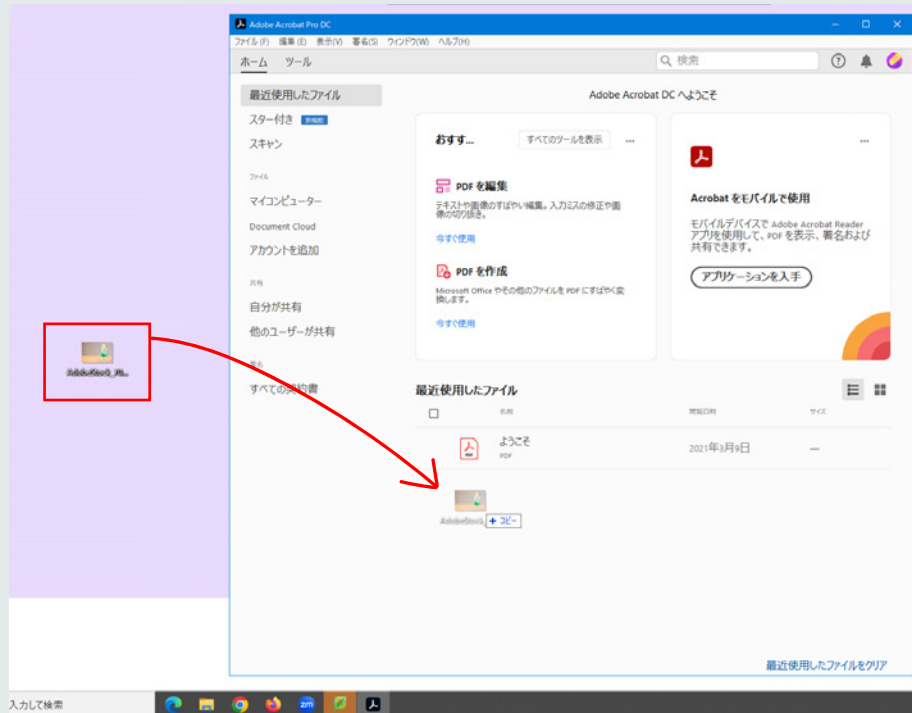 Adobe Acrobat Pro DC
ファイル(F) 編集(E) 表示(V) 署名(S) ウィンドウ(W) ヘルプ(H)
ホーム ツール
検索
最近使用したファイル
スター付き 新機能
スキャン
ファイル
マイコンピューター
Document Cloud
アカウントを追加
共有
自分が共有
他のユーザーが共有
署名
すべての契約書
Adobe Acrobat DC へようこそ
おすす... すべてのツールを表示
PDF を編集
テキストや画像のすばやい編集。入力ミスの修正や画
像の切り抜き。
今すぐ使用
PDF を作成
Microsoft Office やその他のファイルを PDF にすばやく変
換します。
今すぐ使用
Acrobat をモバイルで使用
モバイルデバイスで Adobe Acrobat Reader
アプリを使用して、PDF を表示、署名および
共有できます。
アプリケーションを入手
最近使用したファイル
名前 閲覧日時 サイズ
ようこそ 2021年3月9日 —
PDF
AdobeStock
コピー
最近使用したファイルをクリア
入力して検索
zm